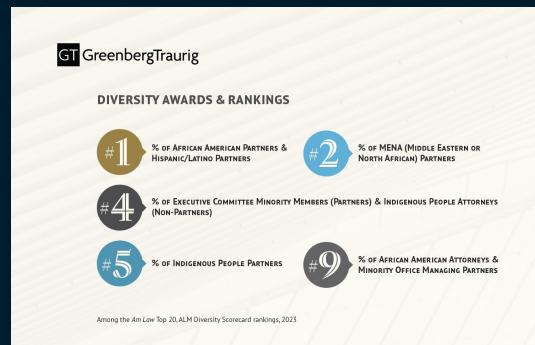 GT GreenbergTraurig
DIVERSITY AWARDS & RANKINGS
#1
% OF AFRICAN AMERICAN PARTNERS &
HISPANIC/LATINO PARTNERS
#2
% OF MENA (MIDDLE EASTERN OR
NORTH AFRICAN) PARTNERS
#4
% OF EXECUTIVE COMMITTEE MINORITY MEMBERS (PARTNERS) & INDIGENOUS PEOPLE ATTORNEYS
(NON-PARTNERS)
#5
% OF INDIGENOUS PEOPLE PARTNERS
#9
% OF AFRICAN AMERICAN ATTORNEYS &
MINORITY OFFICE MANAGING PARTNERS
Among the Am Law Top 20, ALM Diversity Scorecard rankings, 2023